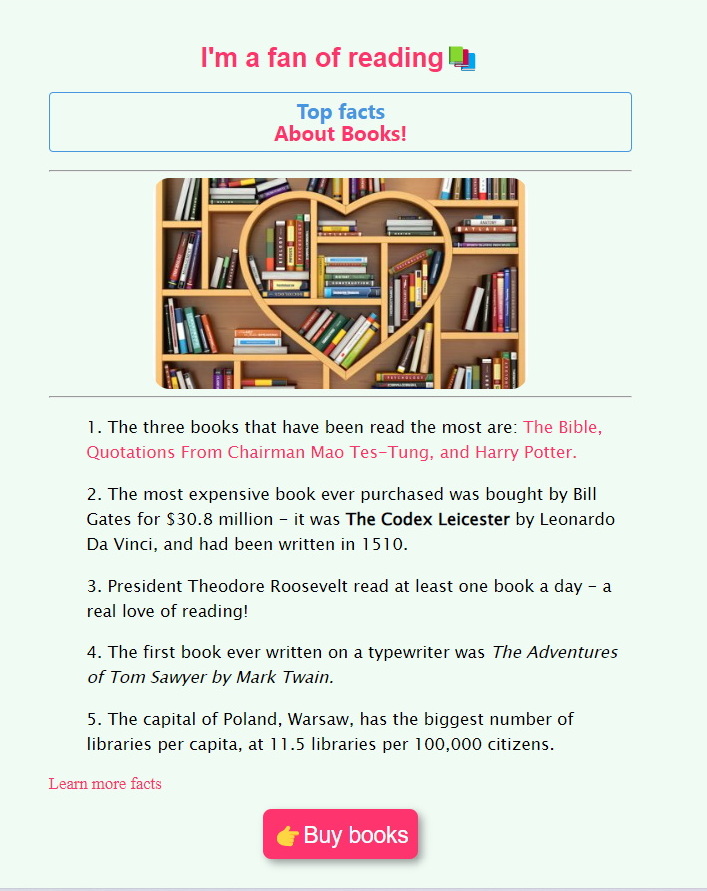 I'm a fan of reading
Top facts
About Books!
1. The three books that have been read the most are: The Bible,
Quotations From Chairman Mao Tes-Tung, and Harry Potter.
2. The most expensive book ever purchased was bought by Bill
Gates for $30.8 million - it was The Codex Leicester by Leonardo
Da Vinci, and had been written in 1510.
3. President Theodore Roosevelt read at least one book a day - a
real love of reading!
4. The first book ever written on a typewriter was The Adventures
of Tom Sawyer by Mark Twain.
5. The capital of Poland, Warsaw, has the biggest number of
libraries per capita, at 11.5 libraries per 100,000 citizens.
Learn more facts
Buy books